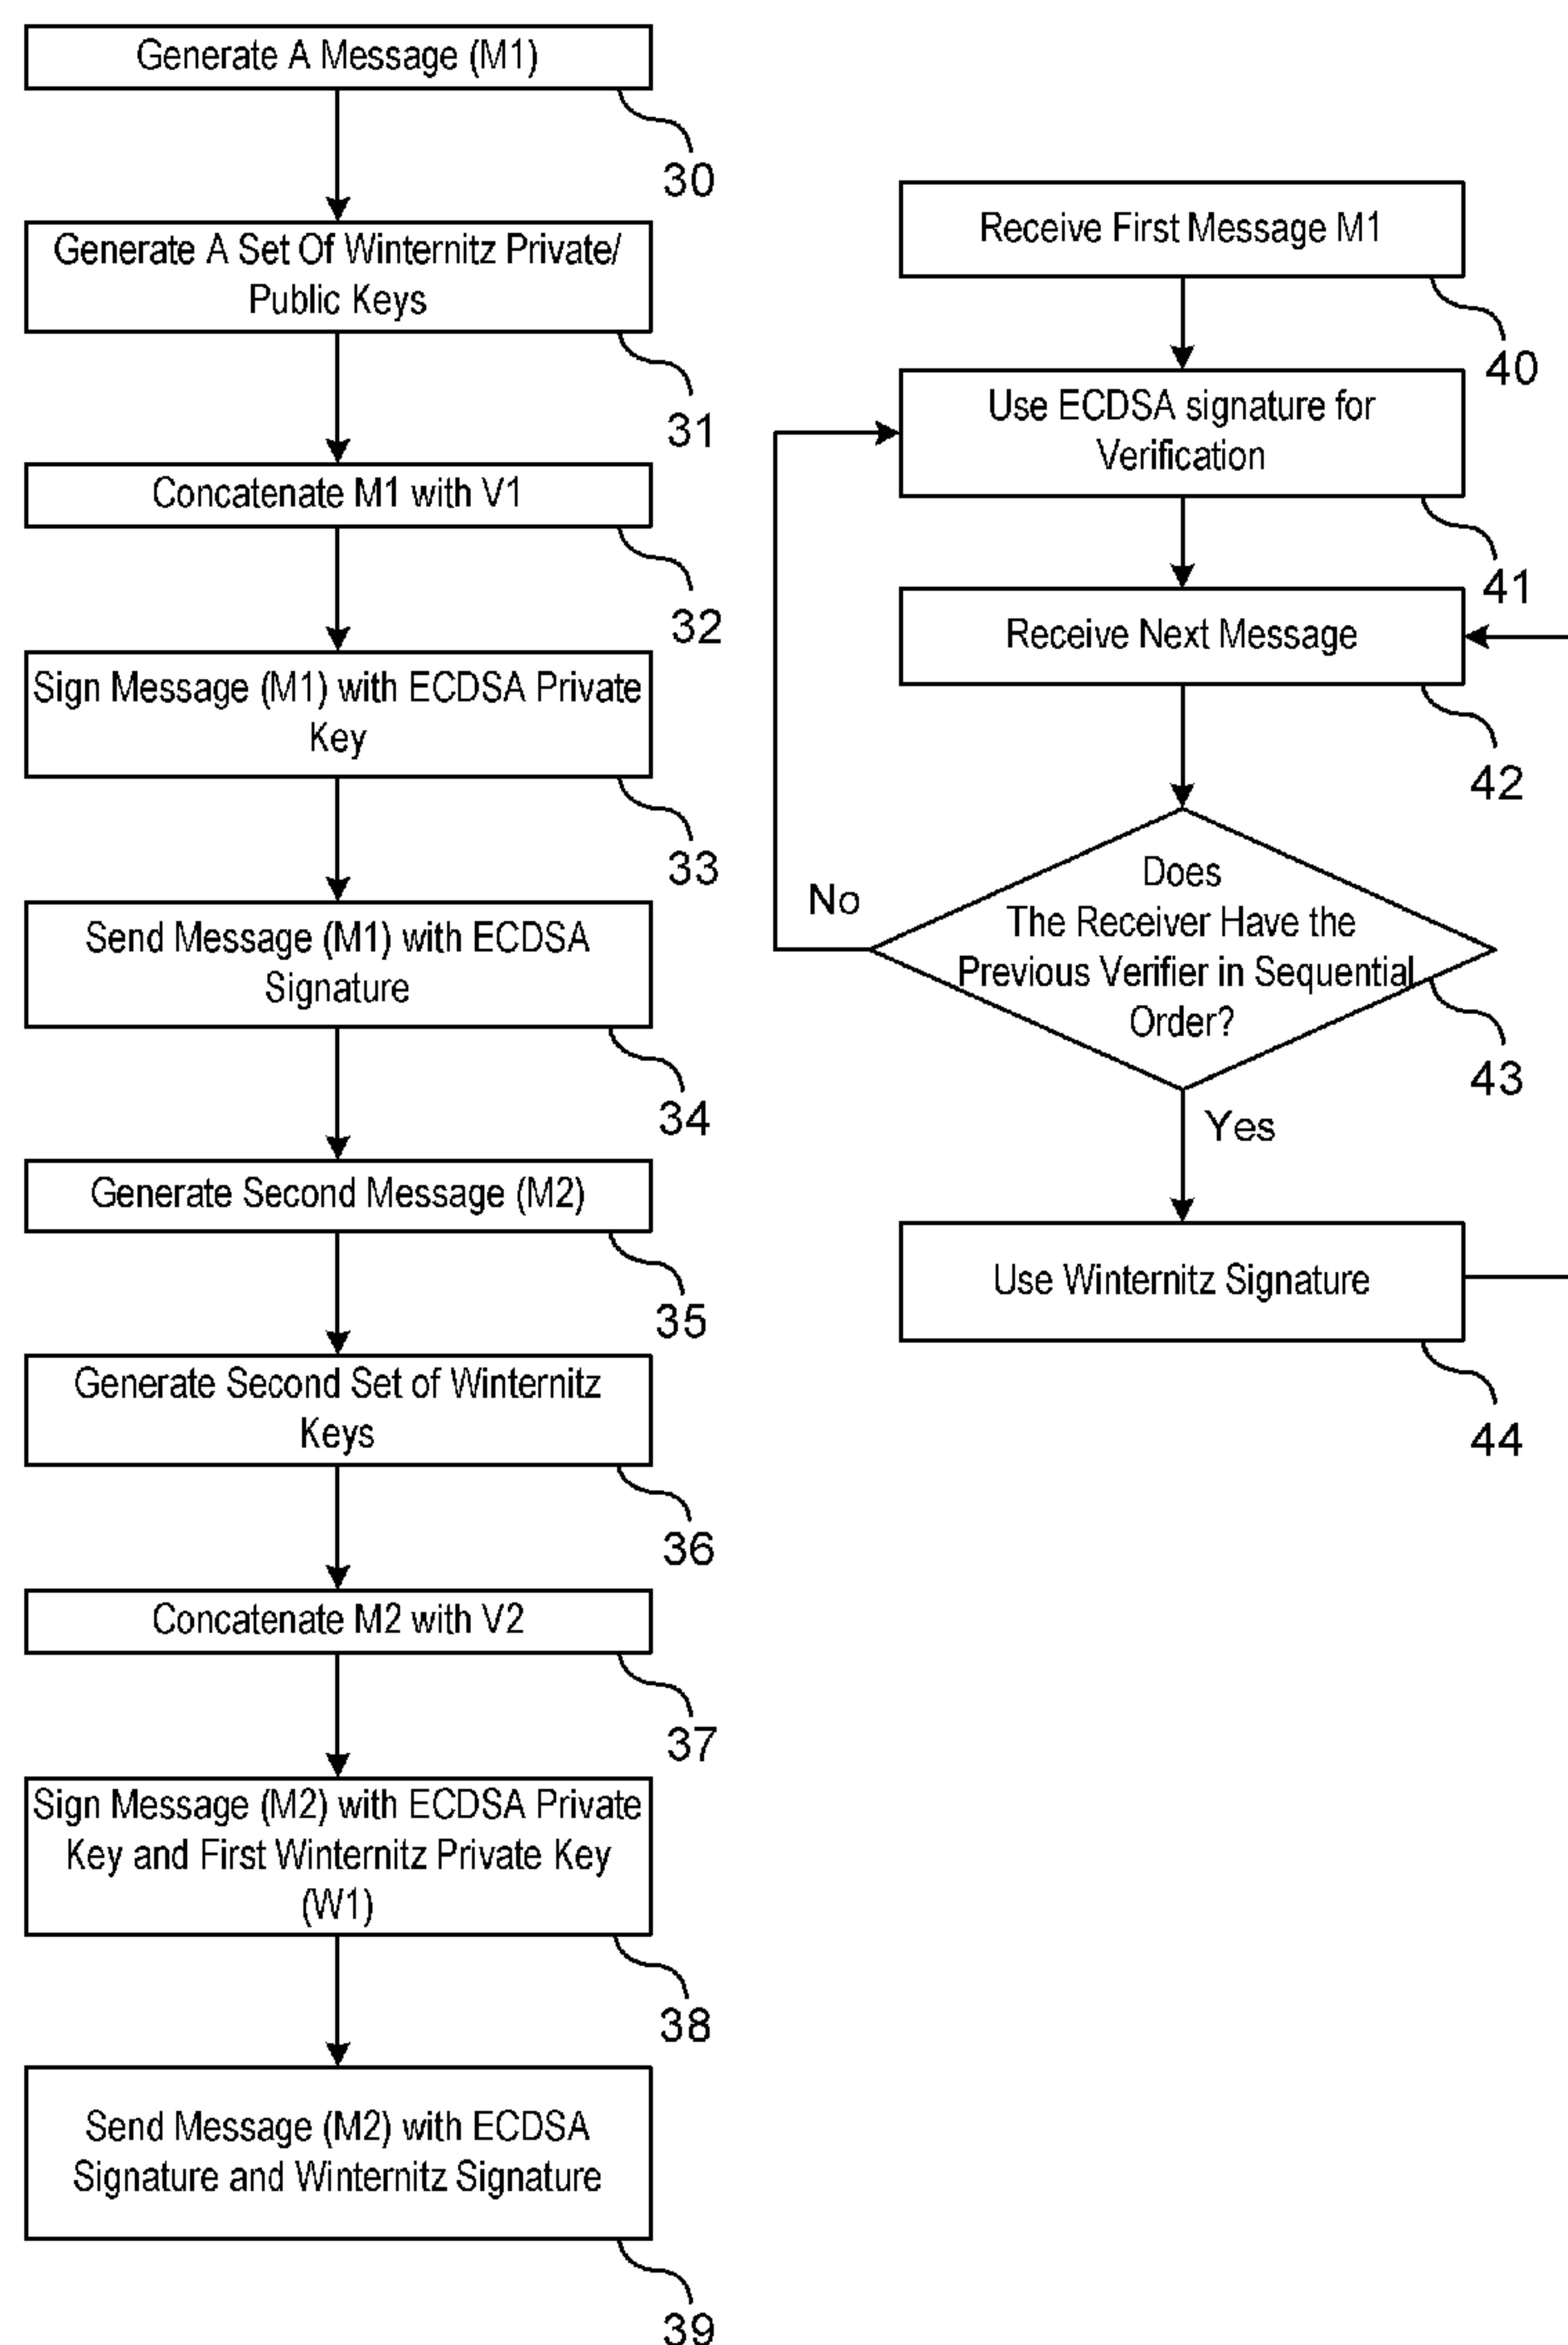 Generate A Message (M1)
30
Generate A Set Of Winternitz Private/
Public Keys
31
Concatenate M1 with V1
32
Sign Message (M1) with ECDSA Private
Key
33
Send Message (M1) with ECDSA
Signature
34
Generate Second Message (M2)
35
Generate Second Set of Winternitz
Keys
36
Concatenate M2 with V2
37
Sign Message (M2) with ECDSA Private
Key and First Winternitz Private Key
(W1)
38
Send Message (M2) with ECDSA
Signature and Winternitz Signature
39
Receive First Message M1
40
Use ECDSA signature for
Verification
41
Receive Next Message
42
Does
The Receiver Have the
Previous Verifier in Sequential
Order?
43
No
Yes
Use Winternitz Signature
44